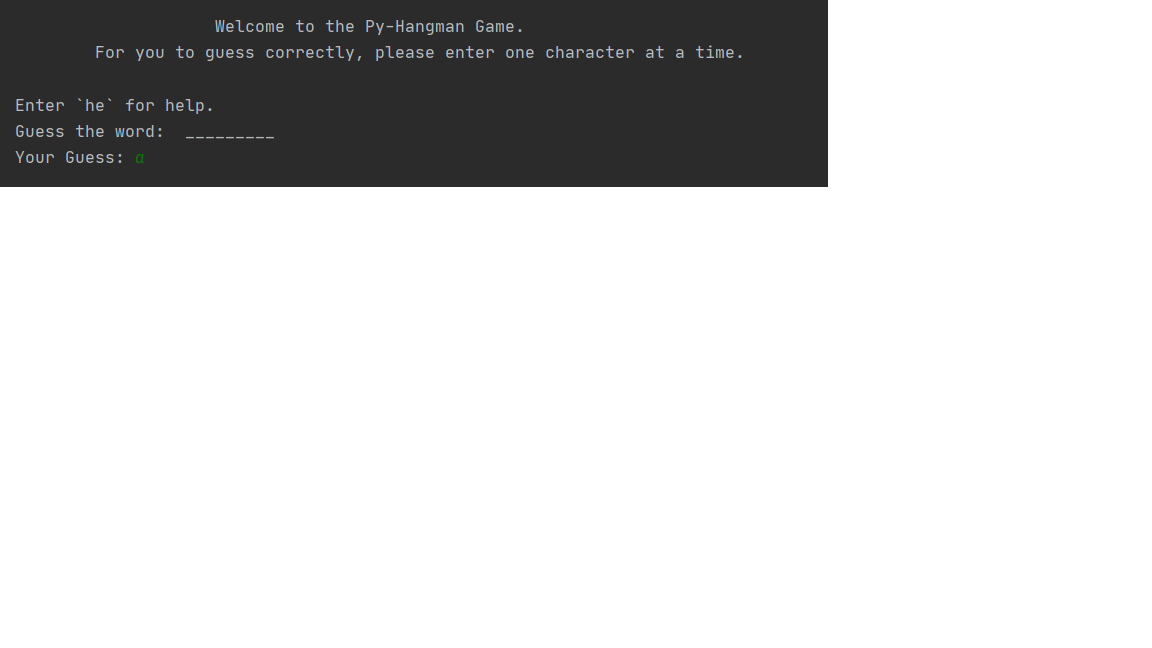 Welcome to the Py-Hangman Game.
For you to guess correctly, please enter one character at a time.
Enter `he` for help.
Guess the word:  _________
Your Guess: a